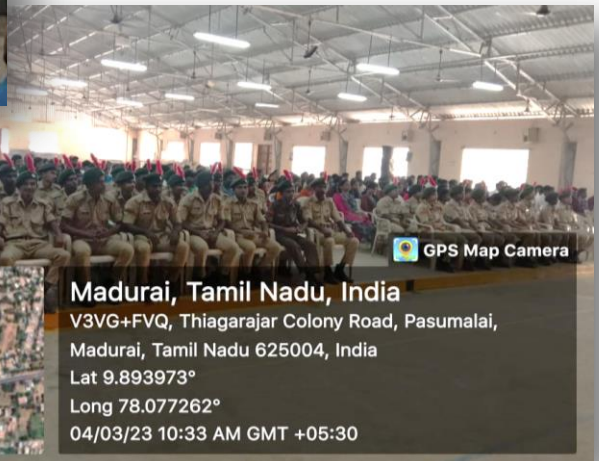 GPS Map Camera
Madurai, Tamil Nadu, India
V3VG+FVQ, Thiagarajar Colony Road, Pasumalai,
Madurai, Tamil Nadu 625004, India
Lat 9.893973°
Long 78.077262°
04/03/23 10:33 AM GMT +05:30